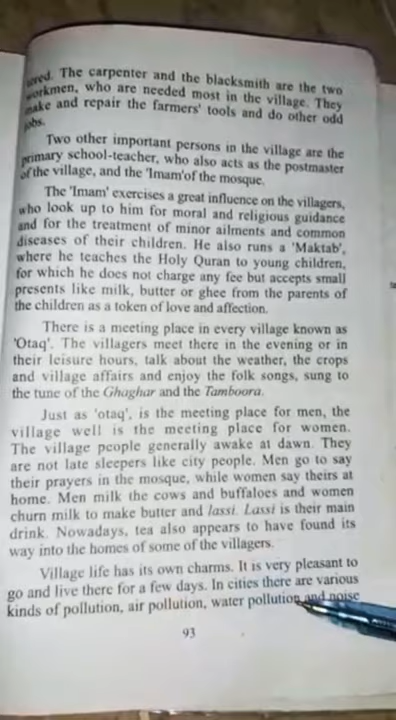 The carpenter and the blacksmith are the two
workmen, who are needed most in the village. They
make and repair the farmers' tools and do other odd
jobs.
Two other important persons in the village are the
primary school-teacher, who also acts as the postmaster
of the village, and the 'Imam'of the mosque.
The 'Imam' exercises a great influence on the villagers,
who look up to him for moral and religious guidance
and for the treatment of minor ailments and common
diseases of their children. He also runs a 'Maktab',
where he teaches the Holy Quran to young children,
for which he does not charge any fee but accepts small
presents like milk, butter or ghee from the parents of
the children as a token of love and affection.
There is a meeting place in every village known as
'Otaq'. The villagers meet there in the evening or in
their leisure hours, talk about the weather, the crops
and village affairs and enjoy the folk songs, sung to
the tune of the Ghaghar and the Tamboora.
Just as 'otaq', is the meeting place for men, the
village well is the meeting place for women.
The village people generally awake at dawn. They
are not late sleepers like city people. Men go to say
their prayers in the mosque, while women say theirs at
home. Men milk the cows and buffaloes and women
churn milk to make butter and lassi. Lassi is their main
drink. Nowadays, tea also appears to have found its
way into the homes of some of the villagers.
Village life has its own charms. It is very pleasant to
go and live there for a few days. In cities there are various
kinds of pollution, air pollution, water pollution and noise
93